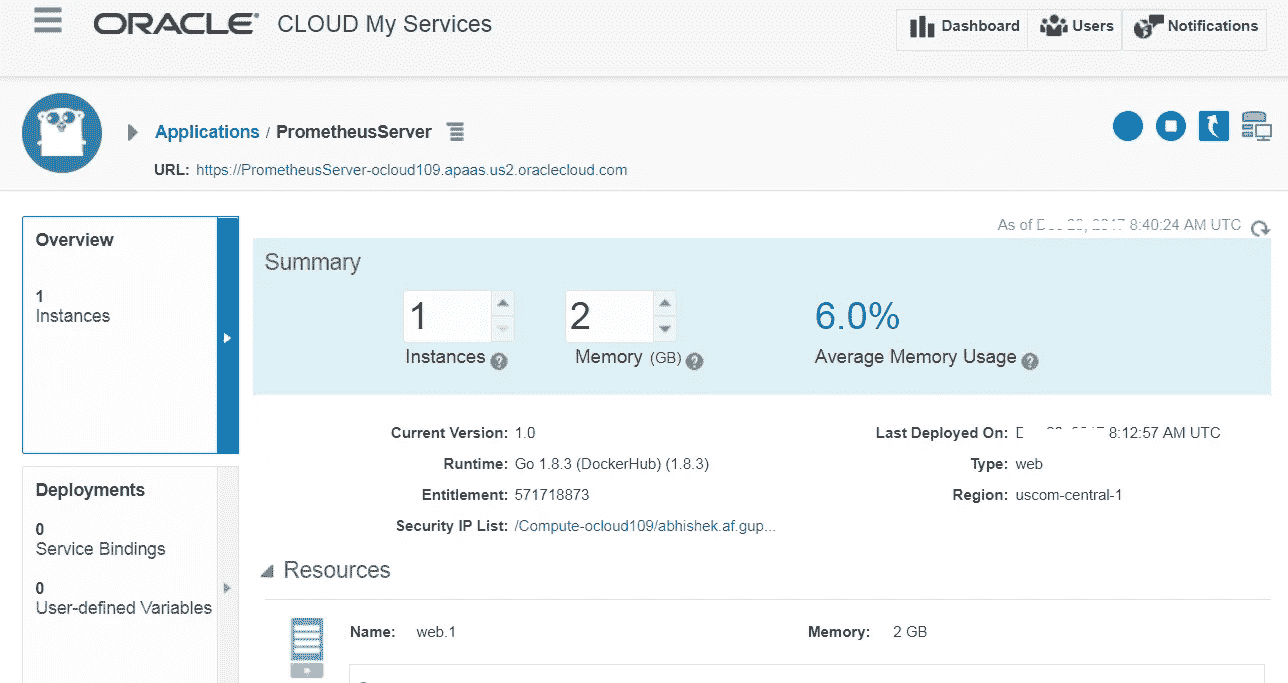 ORACLE® CLOUD My Services
Dashboard
Users
Notifications
Applications / PrometheusServer
URL: https://PrometheusServer-ocloud109.apaas.us2.oraclecloud.com
Overview
1
Instances
Deployments
0
Service Bindings
0
User-defined Variables
As of 8:40:24 AM UTC
Summary
1
Instances ?
2
Memory (GB) ?
6.0%
Average Memory Usage ?
Current Version: 1.0
Runtime: Go 1.8.3 (DockerHub) (1.8.3)
Entitlement: 571718873
Security IP List: /Compute-ocloud109/abhishek.af.gup...
Last Deployed On: 8:12:57 AM UTC
Type: web
Region: uscom-central-1
Resources
Name: web.1
Memory: 2 GB